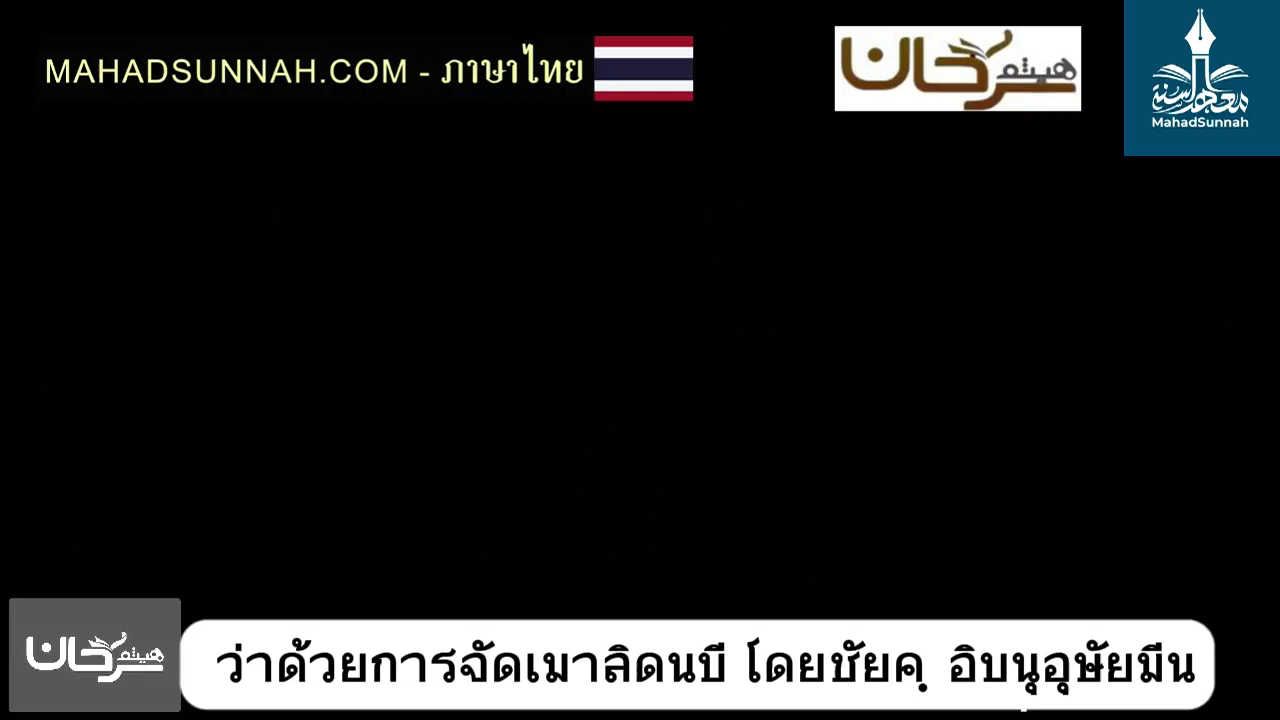 MAHADSUNNAH.COM - ภาษาไทย
هيثم سرحان
معهد السنة
MahadSunnah
هيثم سرحان
ว่าด้วยการจัดเมาลิดนบี โดยชัยคฺ อิบนุอุษัยมีน